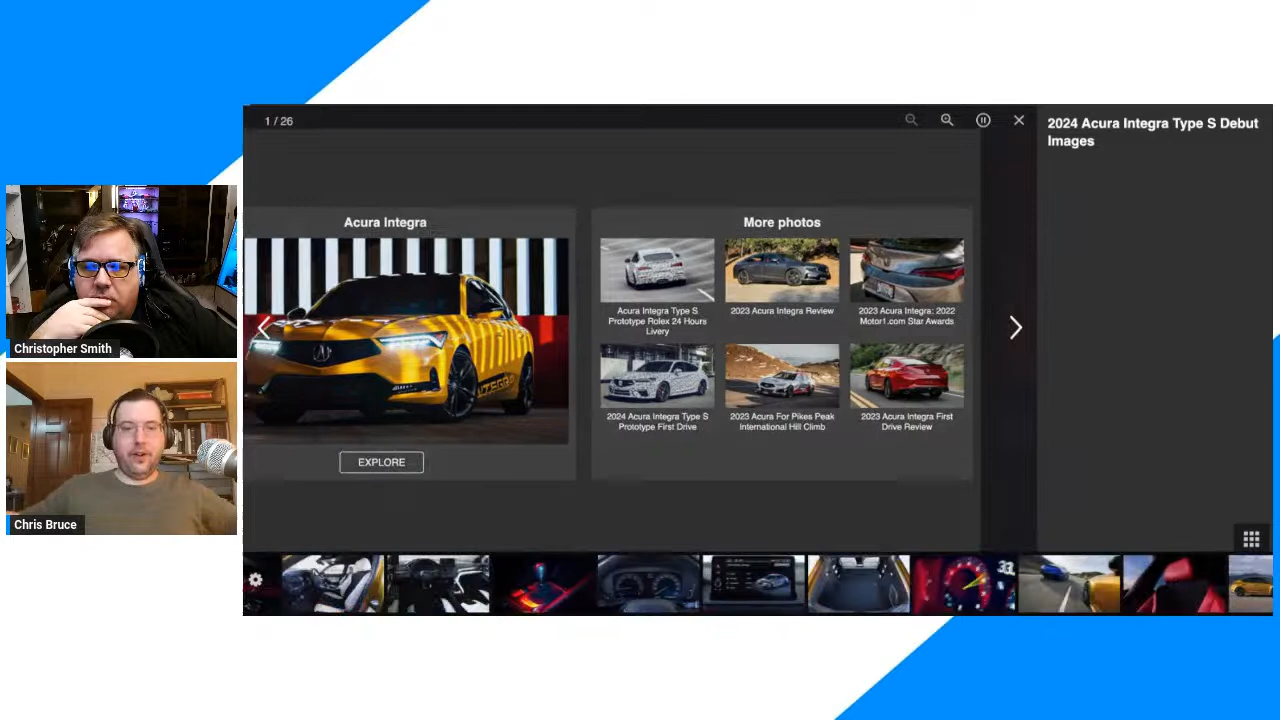 1 / 26
2024 Acura Integra Type S Debut
Images
Acura Integra
INTEGRA
EXPLORE
More photos
Acura Integra Type S
Prototype Rolex 24 Hours
Livery
2023 Acura Integra Review
2023 Acura Integra: 2022
Motor1.com Star Awards
2024 Acura Integra Type S
Prototype First Drive
2023 Acura For Pikes Peak
International Hill Climb
2023 Acura Integra First
Drive Review
Christopher Smith
Chris Bruce
33